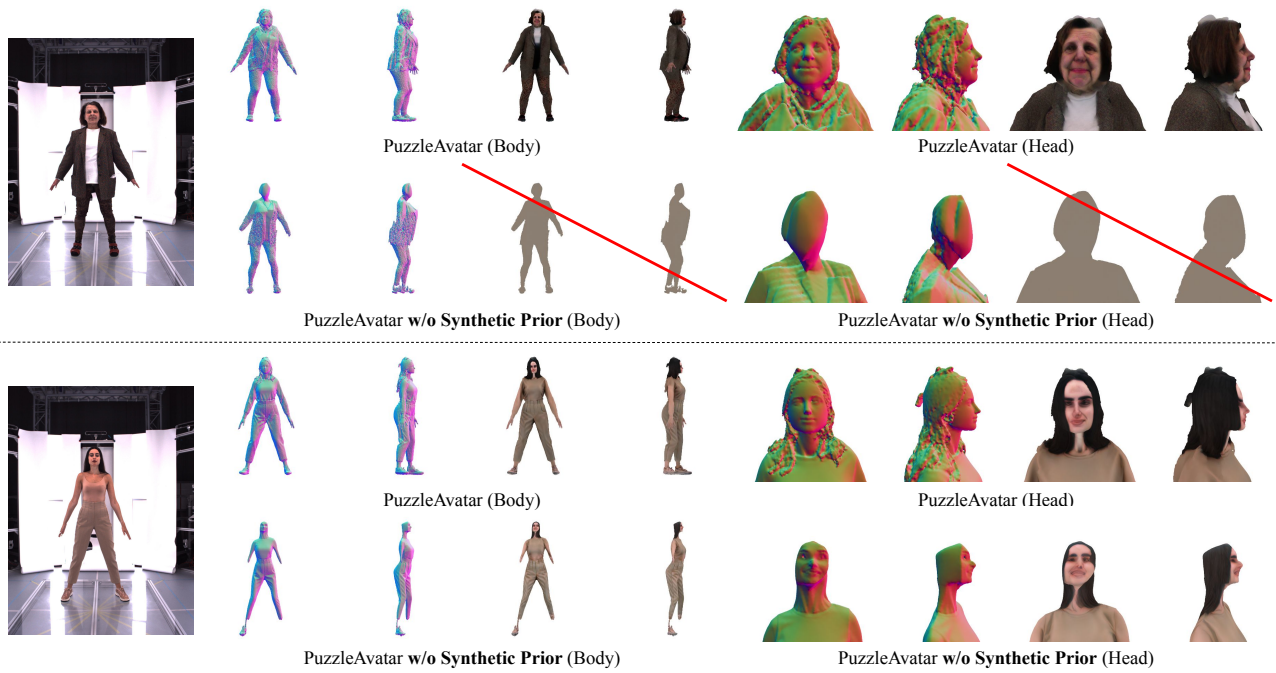 PuzzleAvatar (Body)
PuzzleAvatar (Head)
PuzzleAvatar w/o Synthetic Prior (Body)
PuzzleAvatar w/o Synthetic Prior (Head)
PuzzleAvatar (Body)
PuzzleAvatar (Head)
PuzzleAvatar w/o Synthetic Prior (Body)
PuzzleAvatar w/o Synthetic Prior (Head)